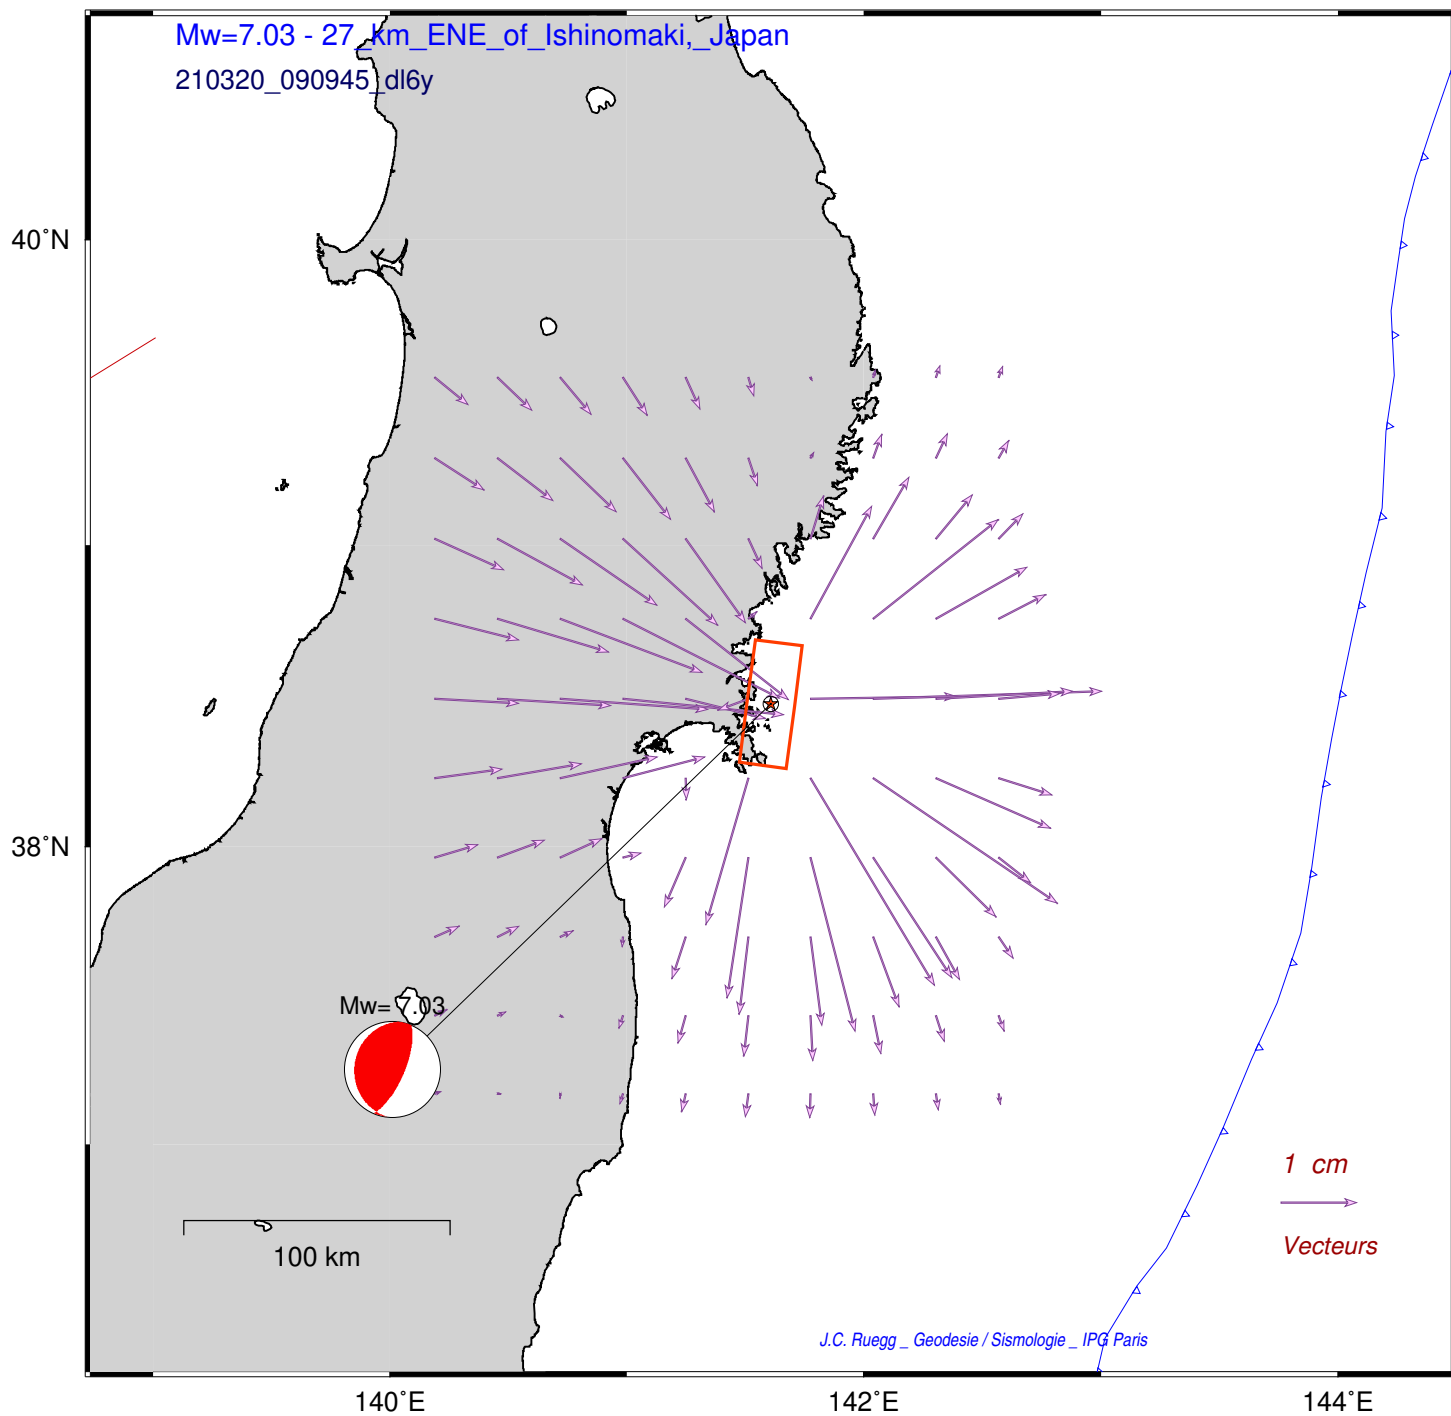 Mw=7.03 - 27_km_ENE_of_Ishinomaki,_Japan
210320_090945_dl6y
40°N
38°N
Mw= 7.03
1 cm
Vecteurs
100 km
J.C. Ruegg _ Geodesie / Sismologie _ IPG Paris
140°E
142°E
144°E